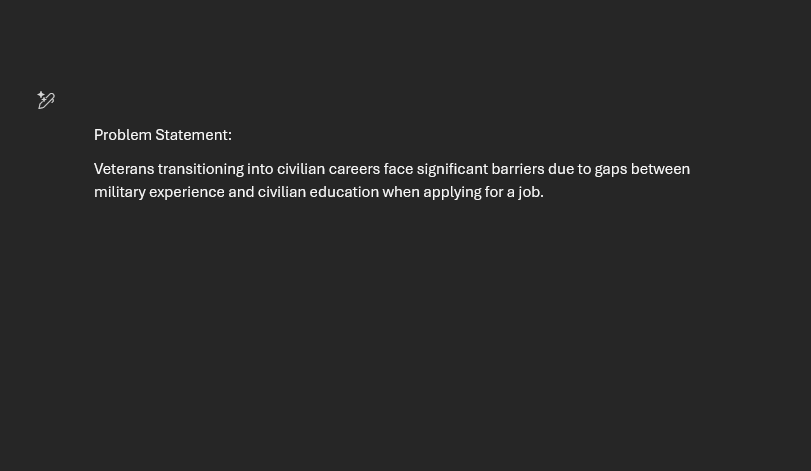 Problem Statement:
Veterans transitioning into civilian careers face significant barriers due to gaps between
military experience and civilian education when applying for a job.